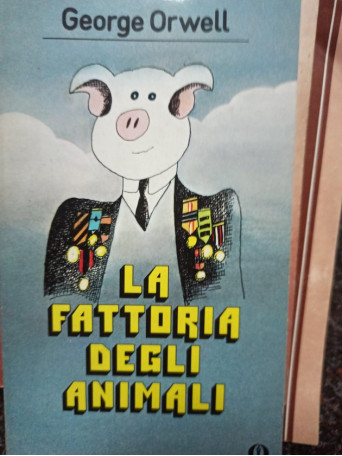 George Orwell
LA
FATTORIA
DEGLI
ANIMALI